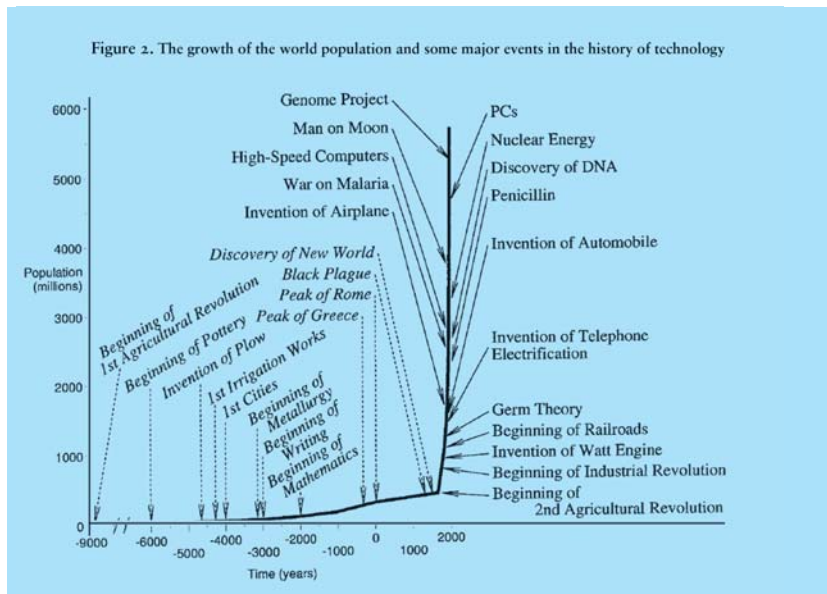 Figure 2. The growth of the world population and some major events in the history of technology
6000
5000
4000
Population
(millions)
3000
2000
1000
0
Genome Project
Man on Moon
High-Speed Computers
War on Malaria
Invention of Airplane
Discovery of New World
Black Plague
Peak of Rome
Peak of Greece
Beginning of
1st Agricultural Revolution
Beginning of Pottery
Invention of Plow
1st Irrigation Works
1st Cities
Beginning of
Metallurgy
Beginning of
Writing
Beginning of
Mathematics
PCs
Nuclear Energy
Discovery of DNA
Penicillin
Invention of Automobile
Invention of Telephone
Electrification
Germ Theory
Beginning of Railroads
Invention of Watt Engine
Beginning of Industrial Revolution
Beginning of
2nd Agricultural Revolution
-9000 -6000 -4000 -2000 0 2000
-5000 -3000 -1000 1000
Time (years)